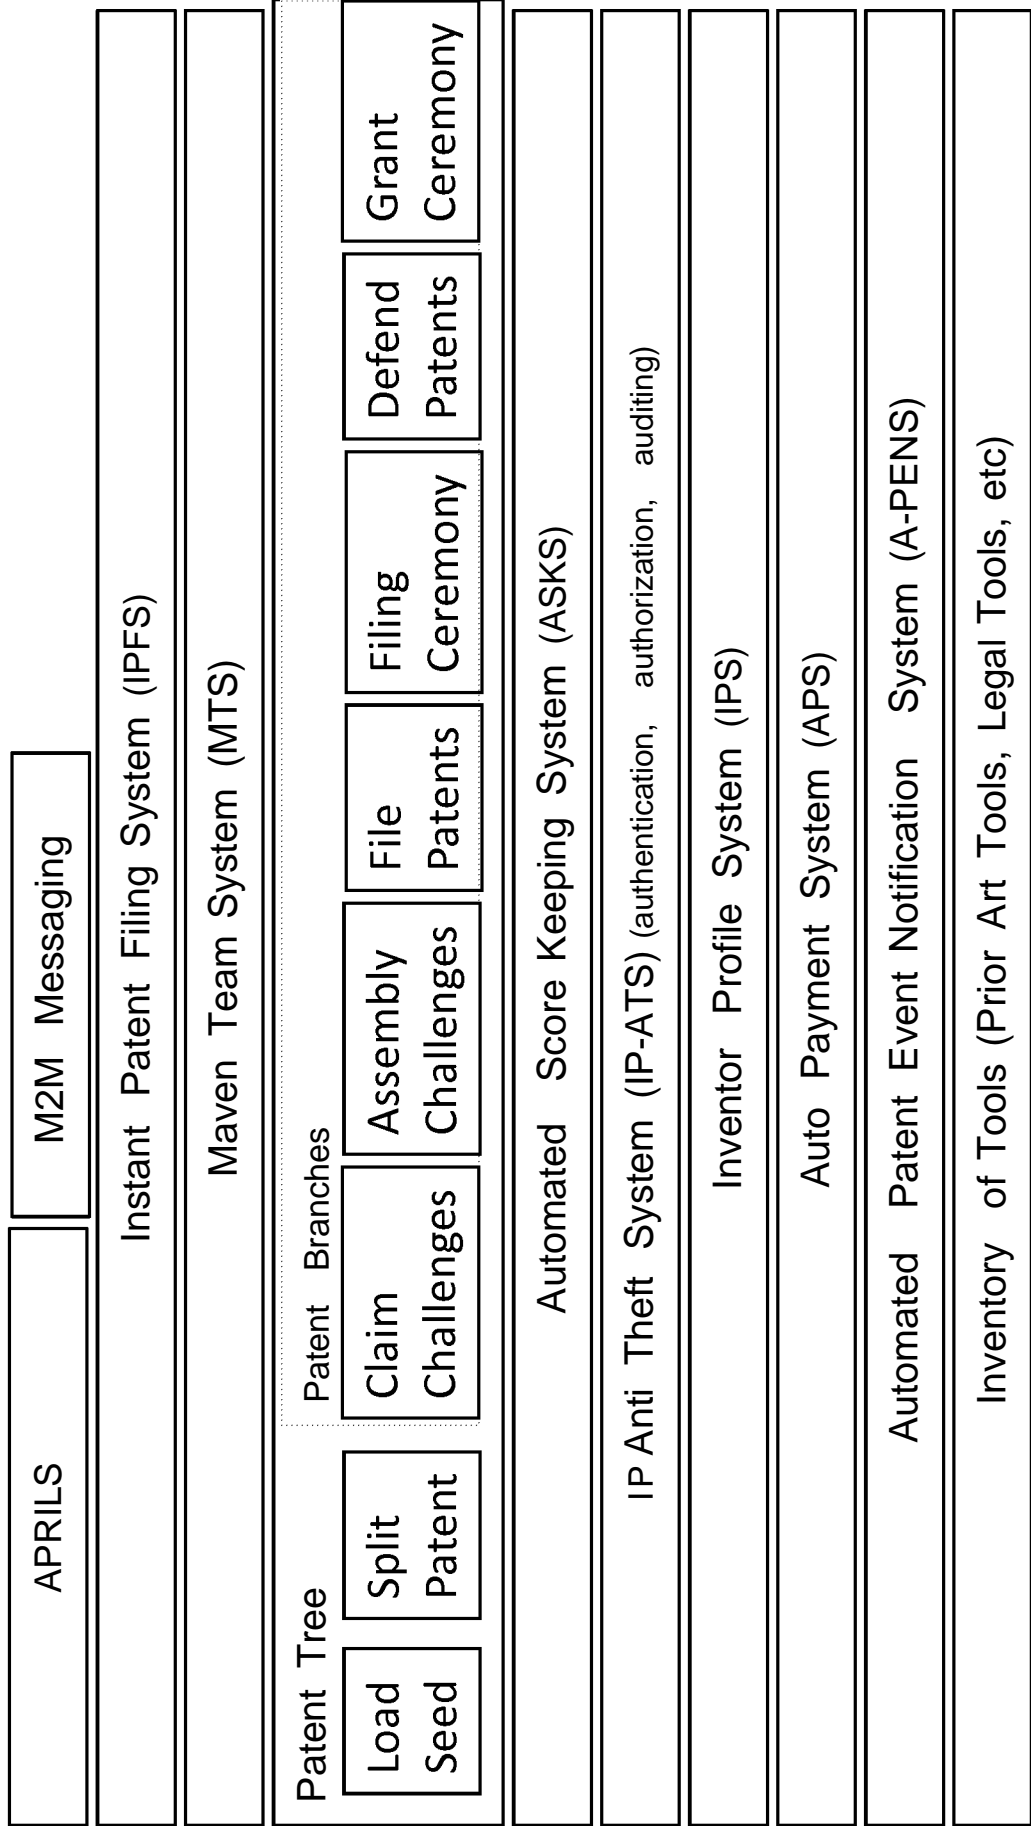 APRILS
M2M Messaging
Instant Patent Filing System (IPFS)
Maven Team System (MTS)
Patent Tree
Patent Branches
Load
Seed
Split
Patent
Claim
Challenges
Assembly
Challenges
File
Patents
Filing
Ceremony
Defend
Patents
Grant
Ceremony
Automated Score Keeping System (ASKS)
IP Anti Theft System (IP-ATS) (authentication, authorization, auditing)
Inventor Profile System (IPS)
Auto Payment System (APS)
Automated Patent Event Notification System (A-PENS)
Inventory of Tools (Prior Art Tools, Legal Tools, etc)